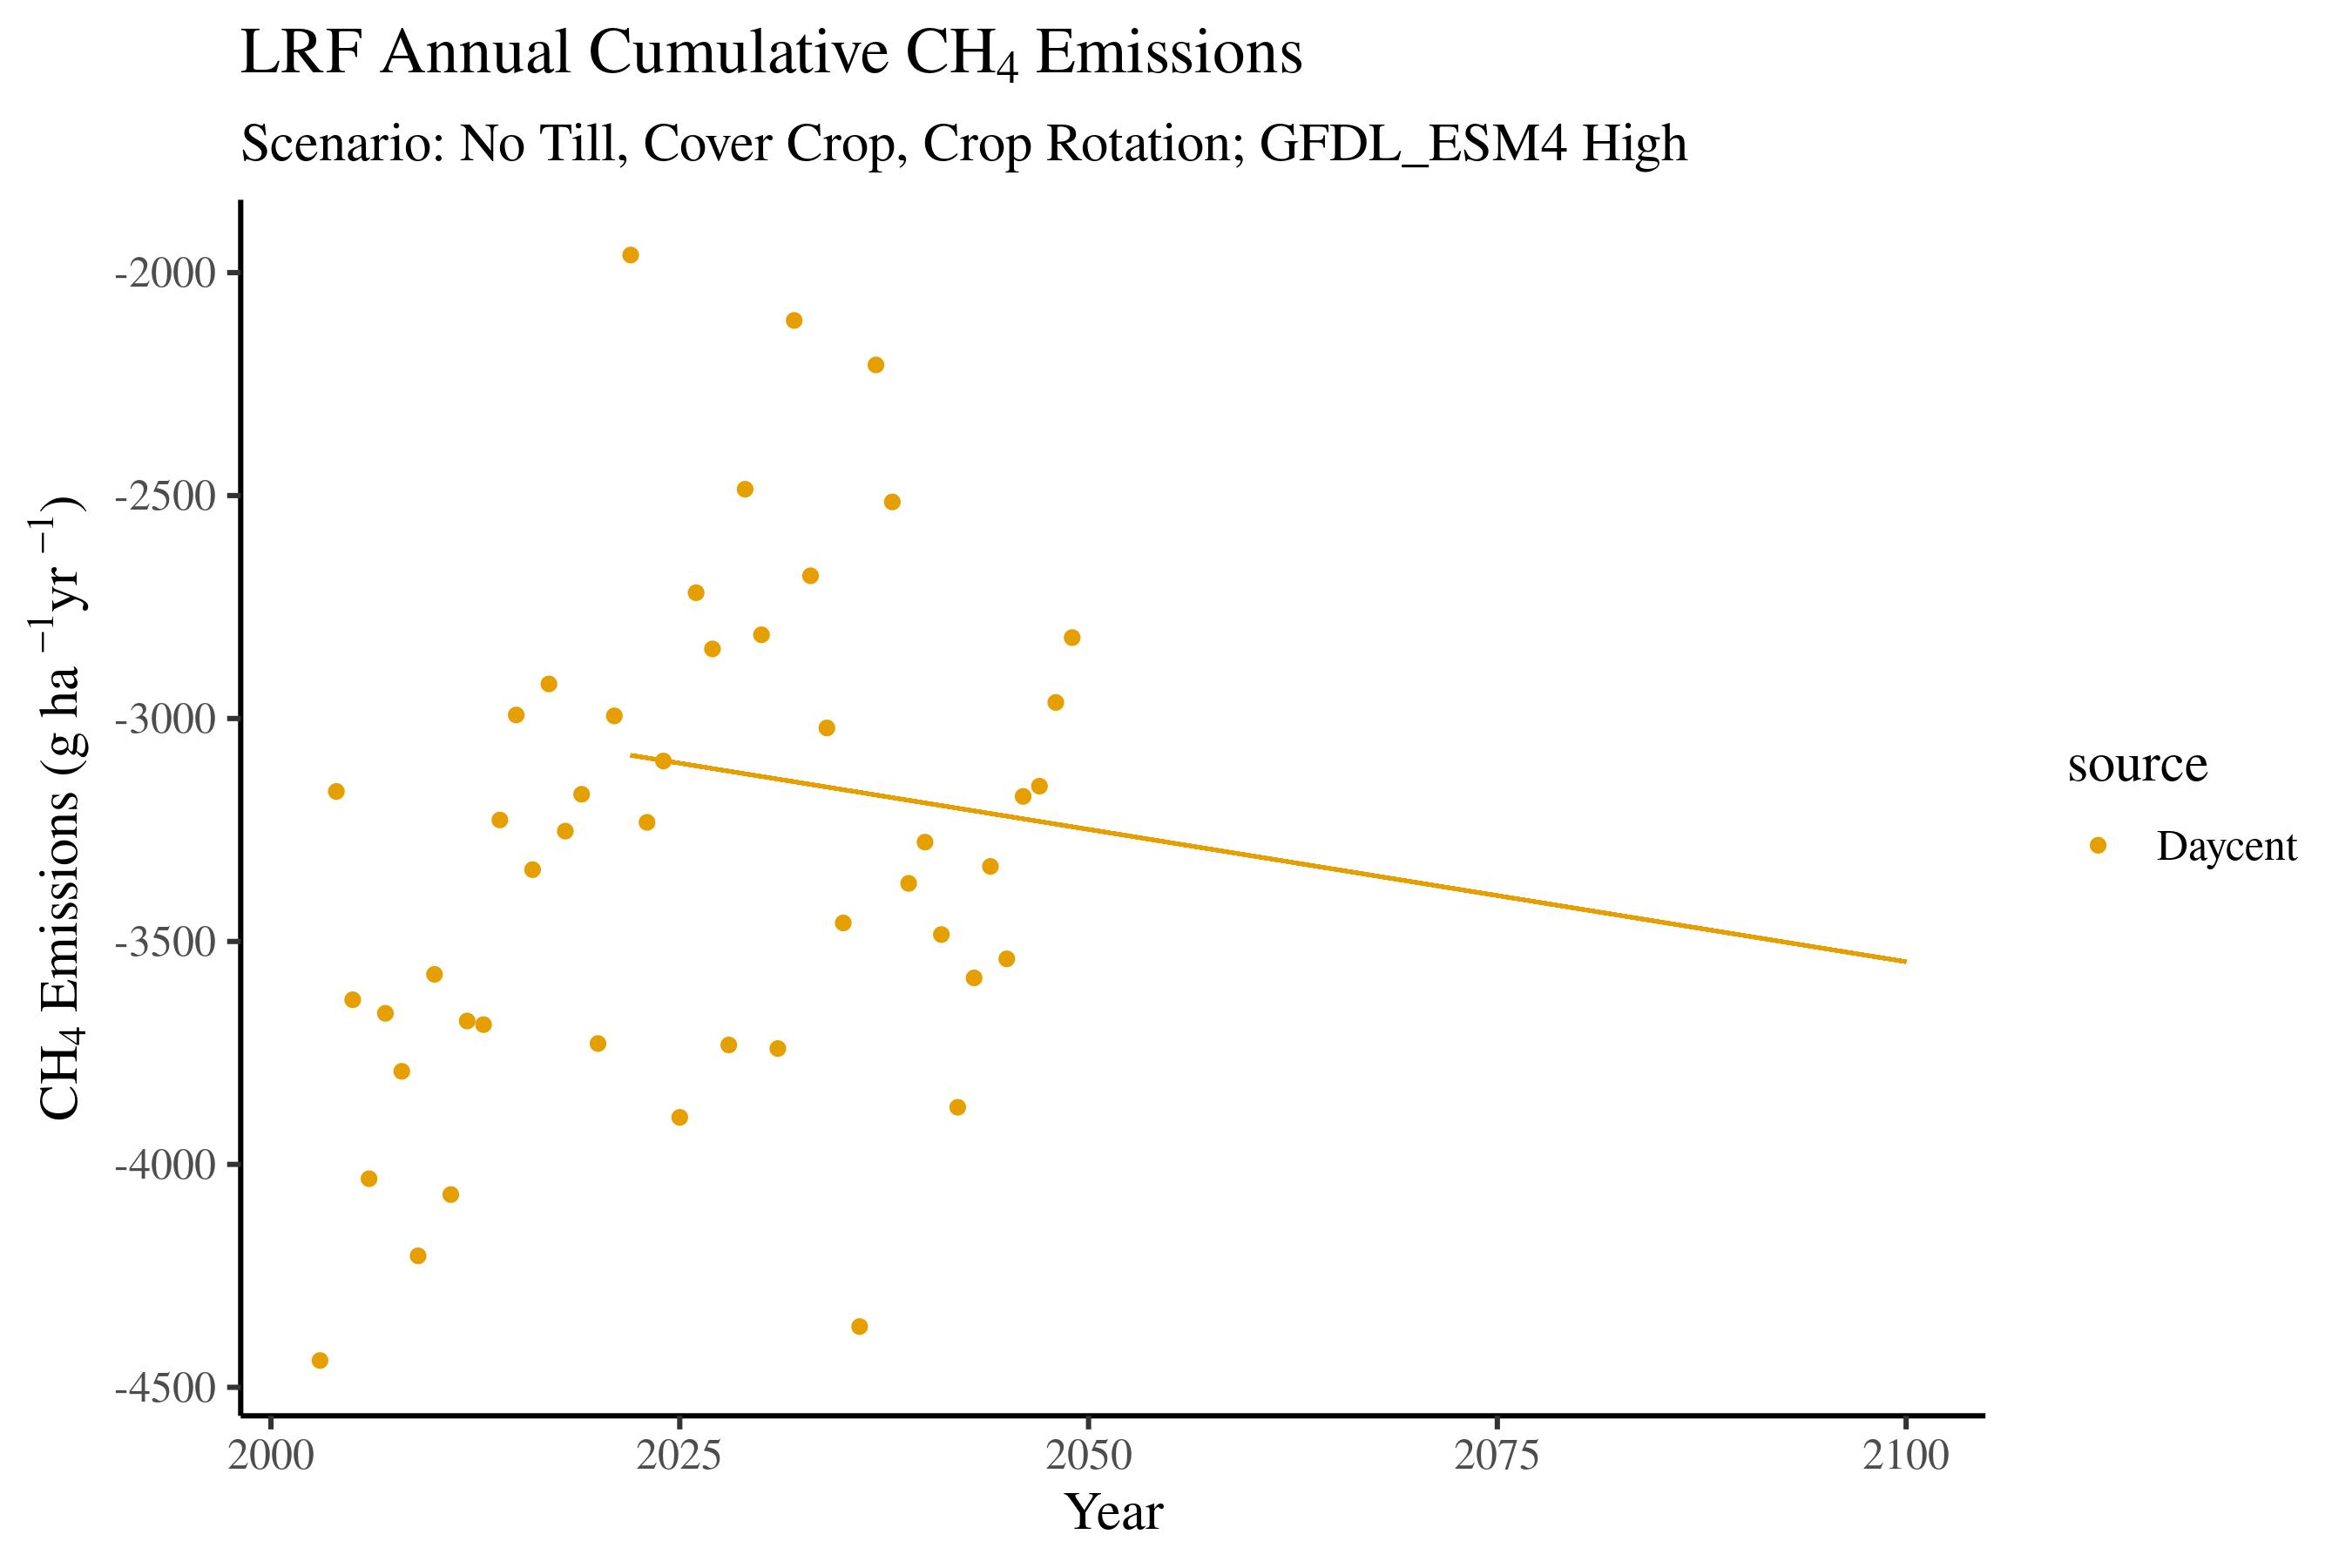 LRF Annual Cumulative CH₄ Emissions
Scenario: No Till, Cover Crop, Crop Rotation; GFDL_ESM4 High
CH₄ Emissions (g ha⁻¹yr⁻¹)
-2000
-2500
-3000
-3500
-4000
-4500
2000 2025 2050 2075 2100
Year
source
Daycent